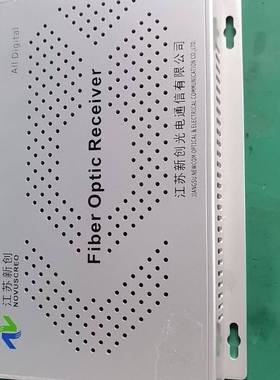 All Digital
江苏新创
NOVUSCREO
Fiber Optic Receiver
江苏新创光电通信有限公司
JIANGSU NEWCOM OPTICAL & ELECTRICAL COMMUNICATION CO.,LTD.